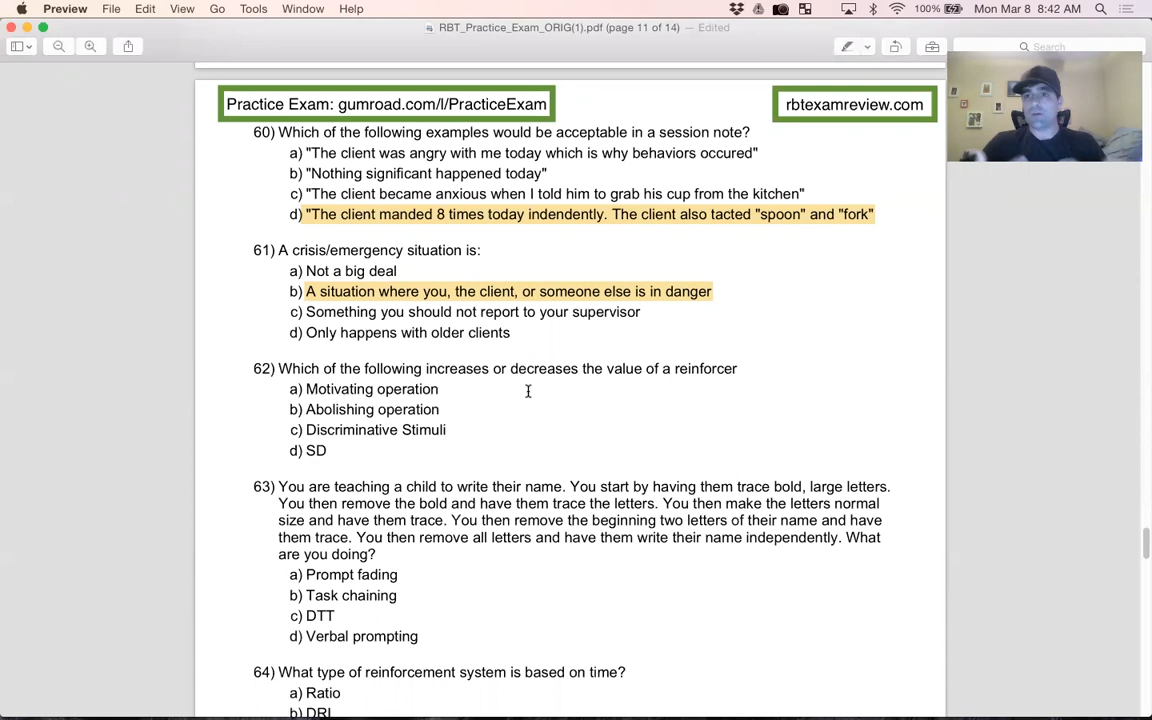 Preview File Edit View Go Tools Window Help 100% Mon Mar 8 8:42 AM
RBT_Practice_Exam_ORIG(1).pdf (page 11 of 14) — Edited
Search
Practice Exam: gumroad.com/l/PracticeExam
rbtexamreview.com
60) Which of the following examples would be acceptable in a session note?
a) "The client was angry with me today which is why behaviors occured"
b) "Nothing significant happened today"
c) "The client became anxious when I told him to grab his cup from the kitchen"
d) "The client manded 8 times today indendently. The client also tacted "spoon" and "fork"
61) A crisis/emergency situation is:
a) Not a big deal
b) A situation where you, the client, or someone else is in danger
c) Something you should not report to your supervisor
d) Only happens with older clients
62) Which of the following increases or decreases the value of a reinforcer
a) Motivating operation
b) Abolishing operation
c) Discriminative Stimuli
d) SD
63) You are teaching a child to write their name. You start by having them trace bold, large letters.
You then remove the bold and have them trace the letters. You then make the letters normal
size and have them trace. You then remove the beginning two letters of their name and have
them trace. You then remove all letters and have them write their name independently. What
are you doing?
a) Prompt fading
b) Task chaining
c) DTT
d) Verbal prompting
64) What type of reinforcement system is based on time?
a) Ratio
b) DRI